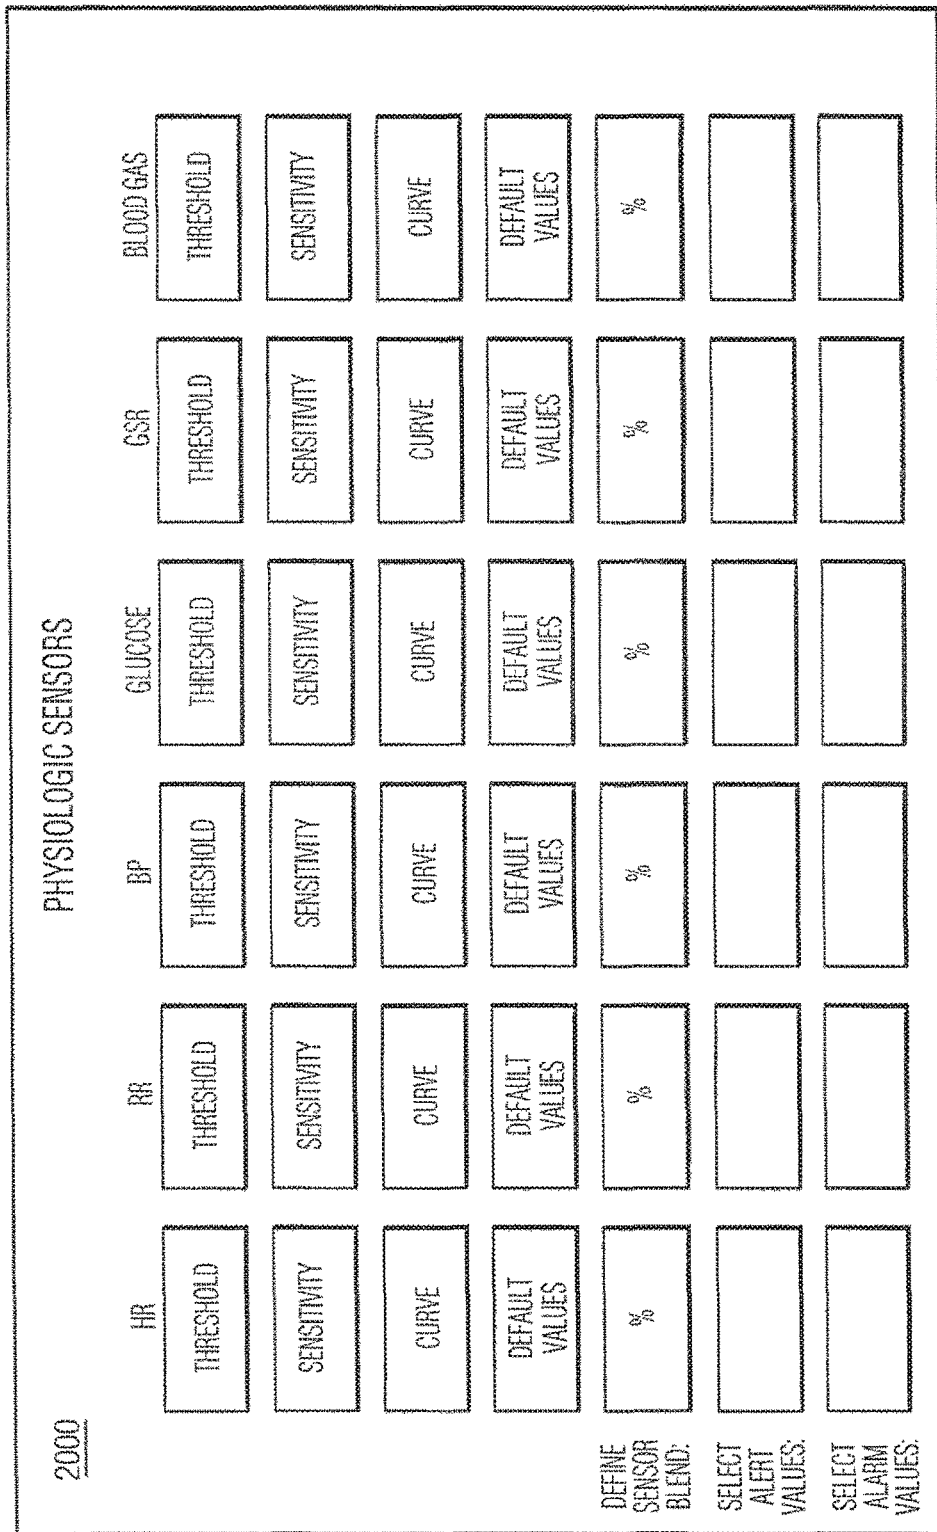 2000
PHYSIOLOGIC SENSORS
HR RR BP GLUCOSE GSR BLOOD GAS
THRESHOLD THRESHOLD THRESHOLD THRESHOLD THRESHOLD THRESHOLD
SENSITIVITY SENSITIVITY SENSITIVITY SENSITIVITY SENSITIVITY SENSITIVITY
CURVE CURVE CURVE CURVE CURVE CURVE
DEFAULT DEFAULT DEFAULT DEFAULT DEFAULT DEFAULT
VALUES VALUES VALUES VALUES VALUES VALUES
DEFINE
SENSOR % % % % % %
BLEND:
SELECT
ALERT
VALUES:
SELECT
ALARM
VALUES: